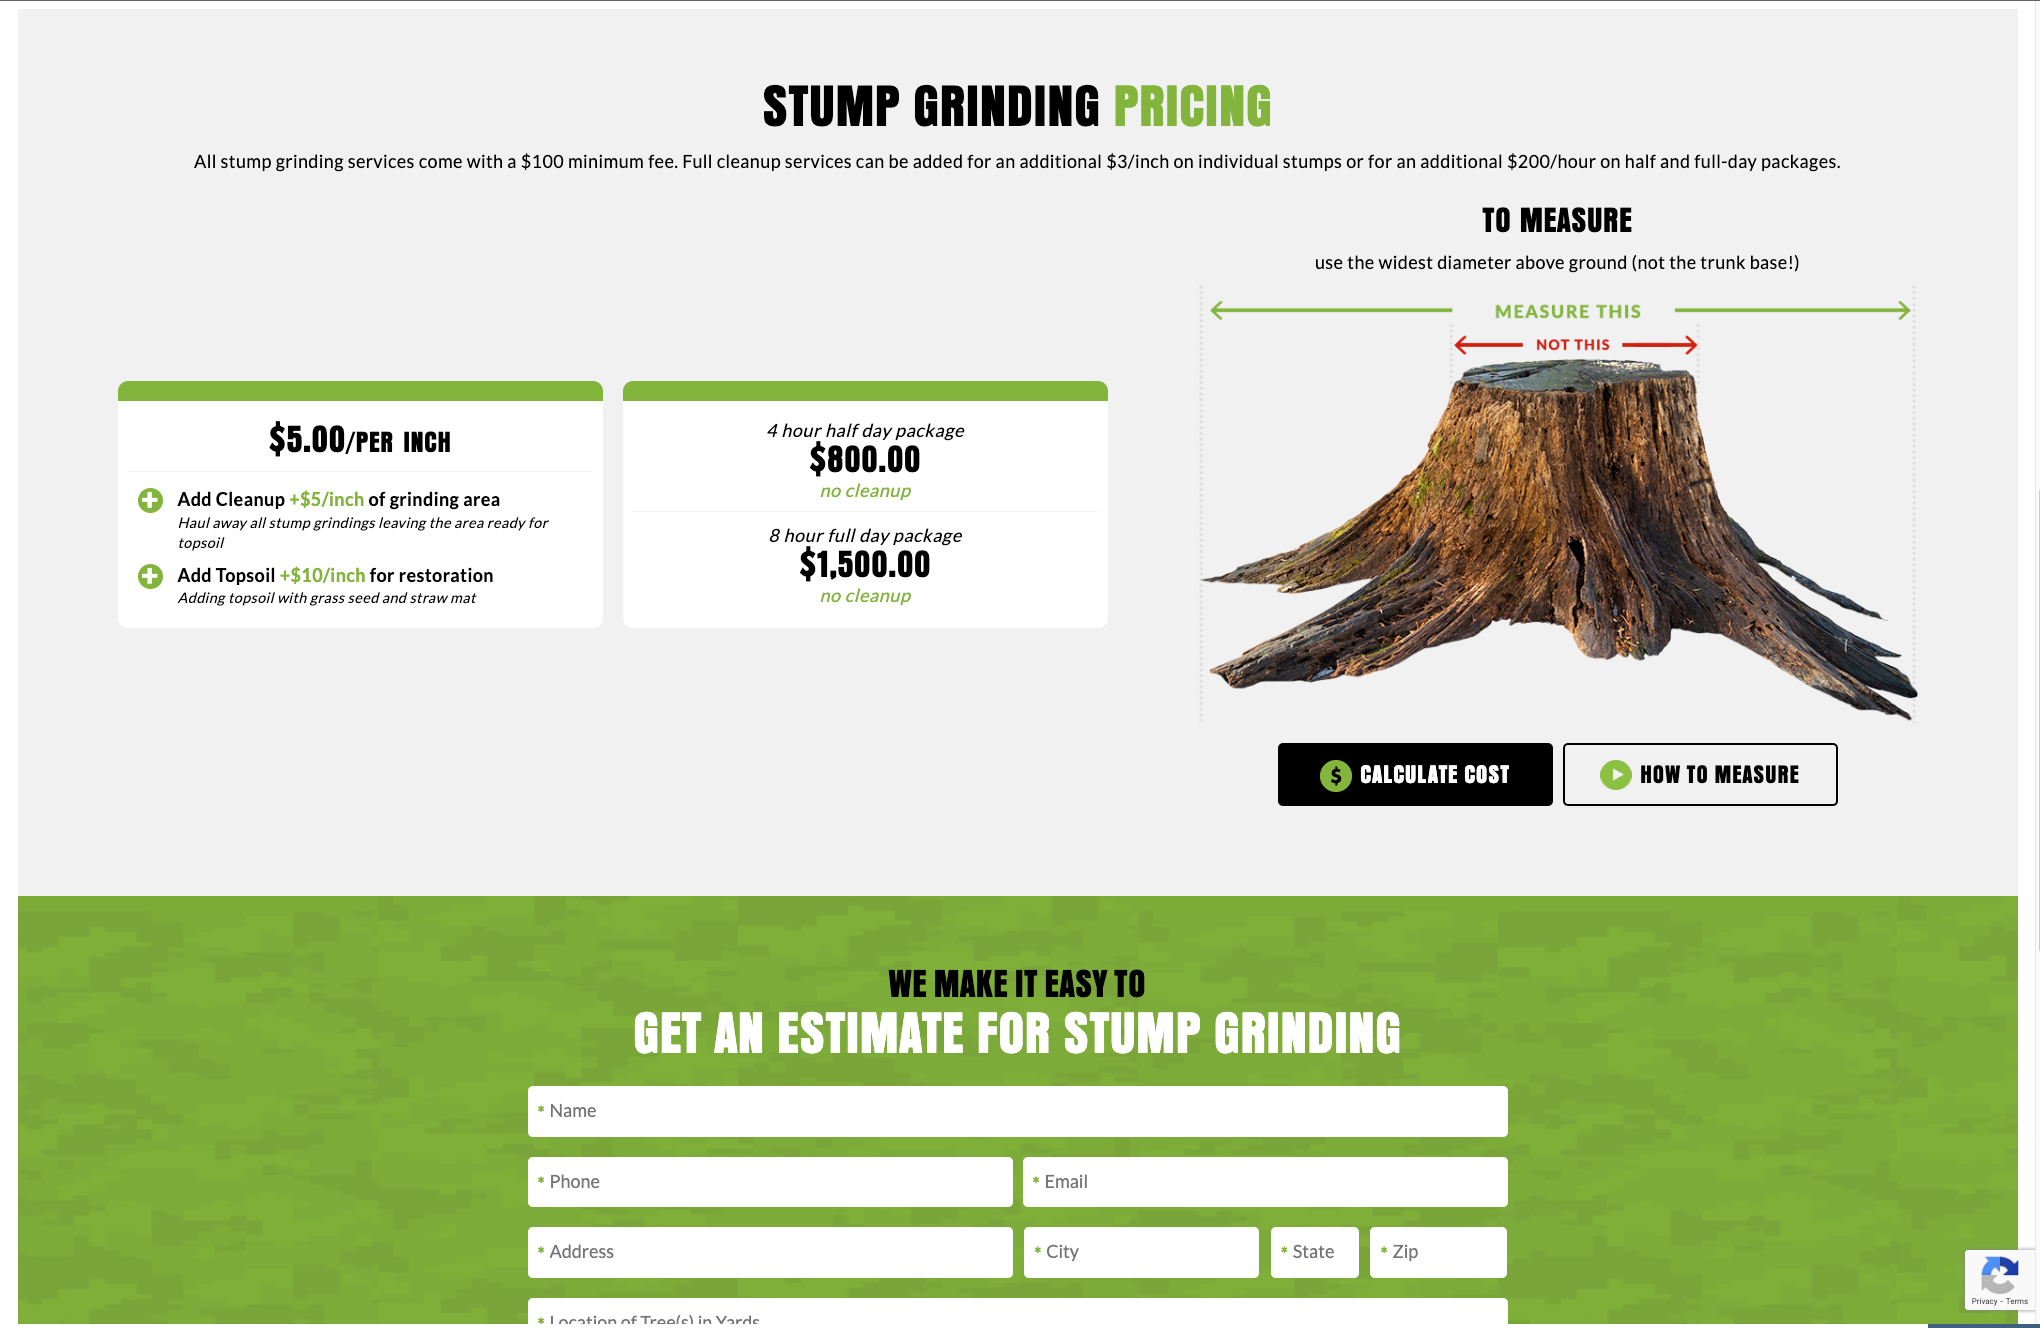 STUMP GRINDING PRICING
All stump grinding services come with a $100 minimum fee. Full cleanup services can be added for an additional $3/inch on individual stumps or for an additional $200/hour on half and full-day packages.
TO MEASURE
use the widest diameter above ground (not the trunk base!)
MEASURE THIS
NOT THIS
$5.00/PER INCH
Add Cleanup +$5/inch of grinding area
Haul away all stump grindings leaving the area ready for
topsoil
Add Topsoil +$10/inch for restoration
Adding topsoil with grass seed and straw mat
4 hour half day package
$800.00
no cleanup
8 hour full day package
$1,500.00
no cleanup
$ CALCULATE COST
HOW TO MEASURE
WE MAKE IT EASY TO
GET AN ESTIMATE FOR STUMP GRINDING
* Name
* Phone
* Email
* Address
* City
* State
* Zip
* Location of Tree(s) in Yards
Privacy - Terms